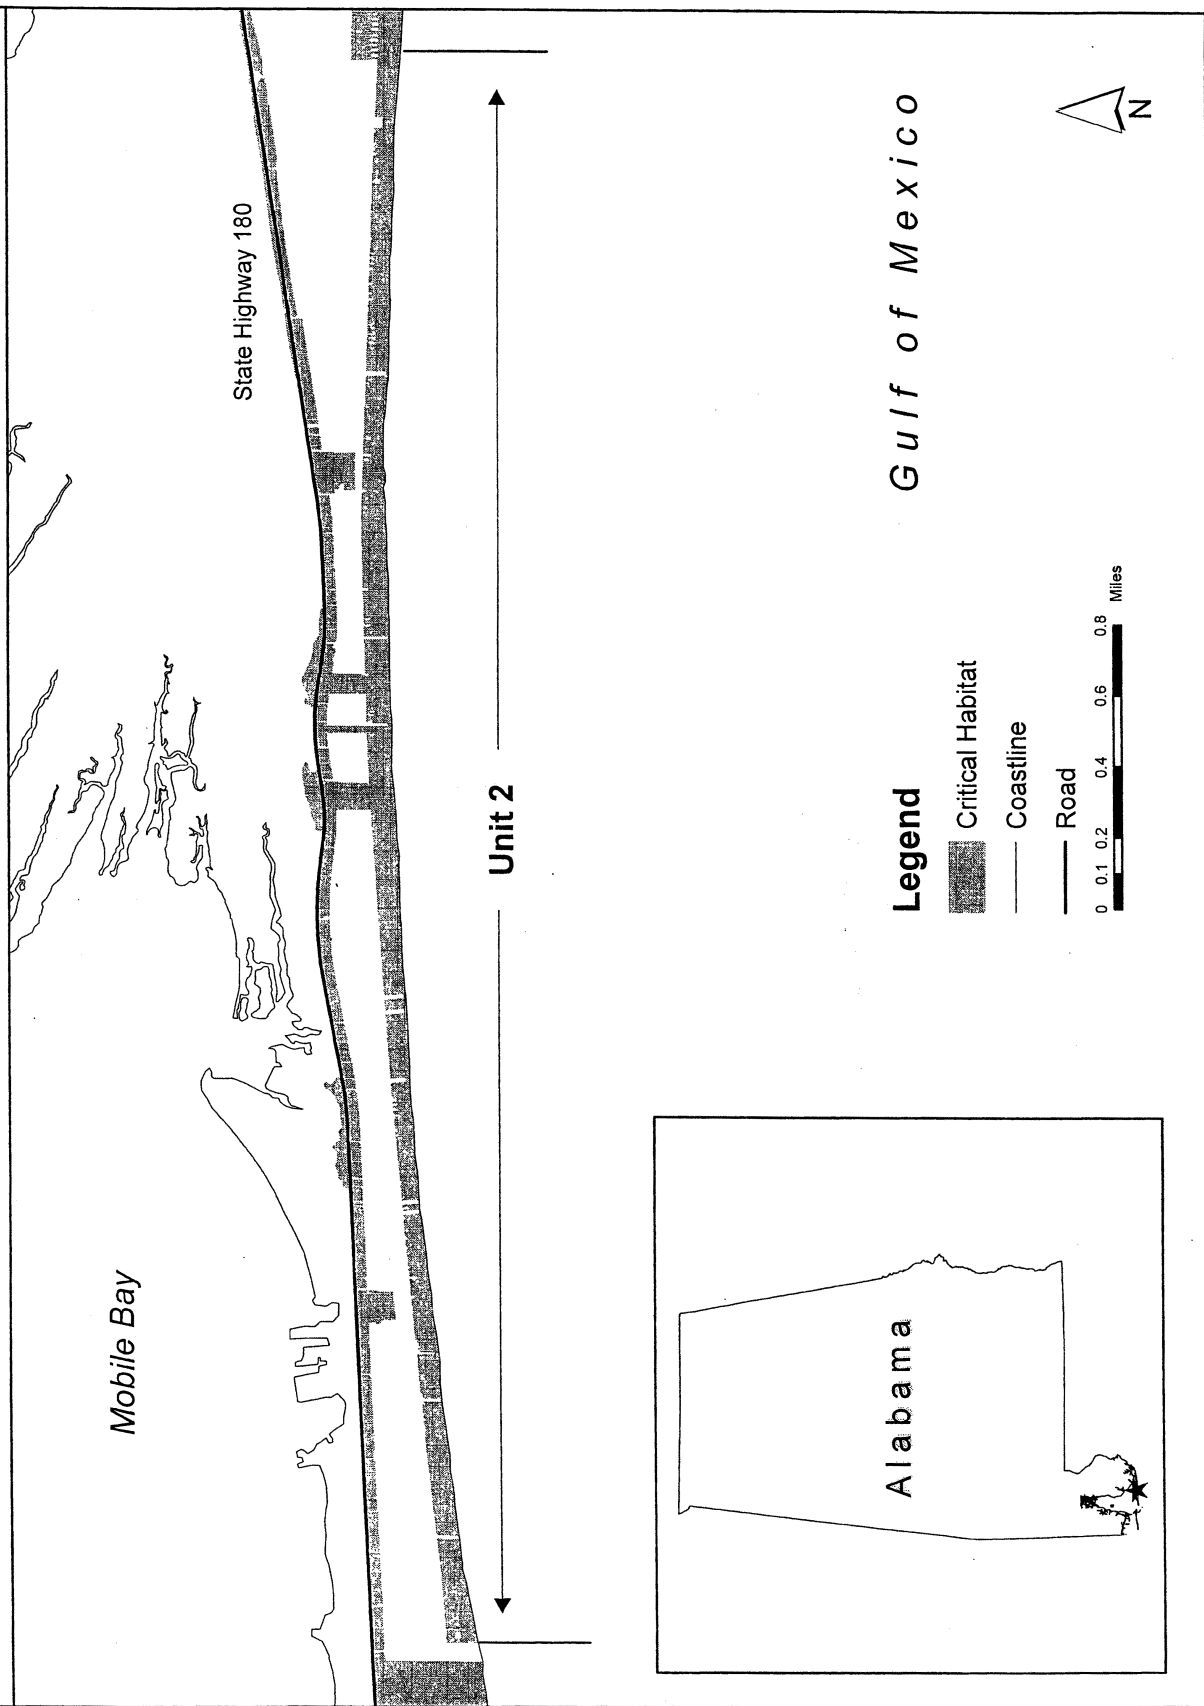 Mobile Bay
State Highway 180
Unit 2
Gulf of Mexico
Alabama
Legend
Critical Habitat
Coastline
Road
0 0.1 0.2 0.4 0.6 0.8
Miles
N